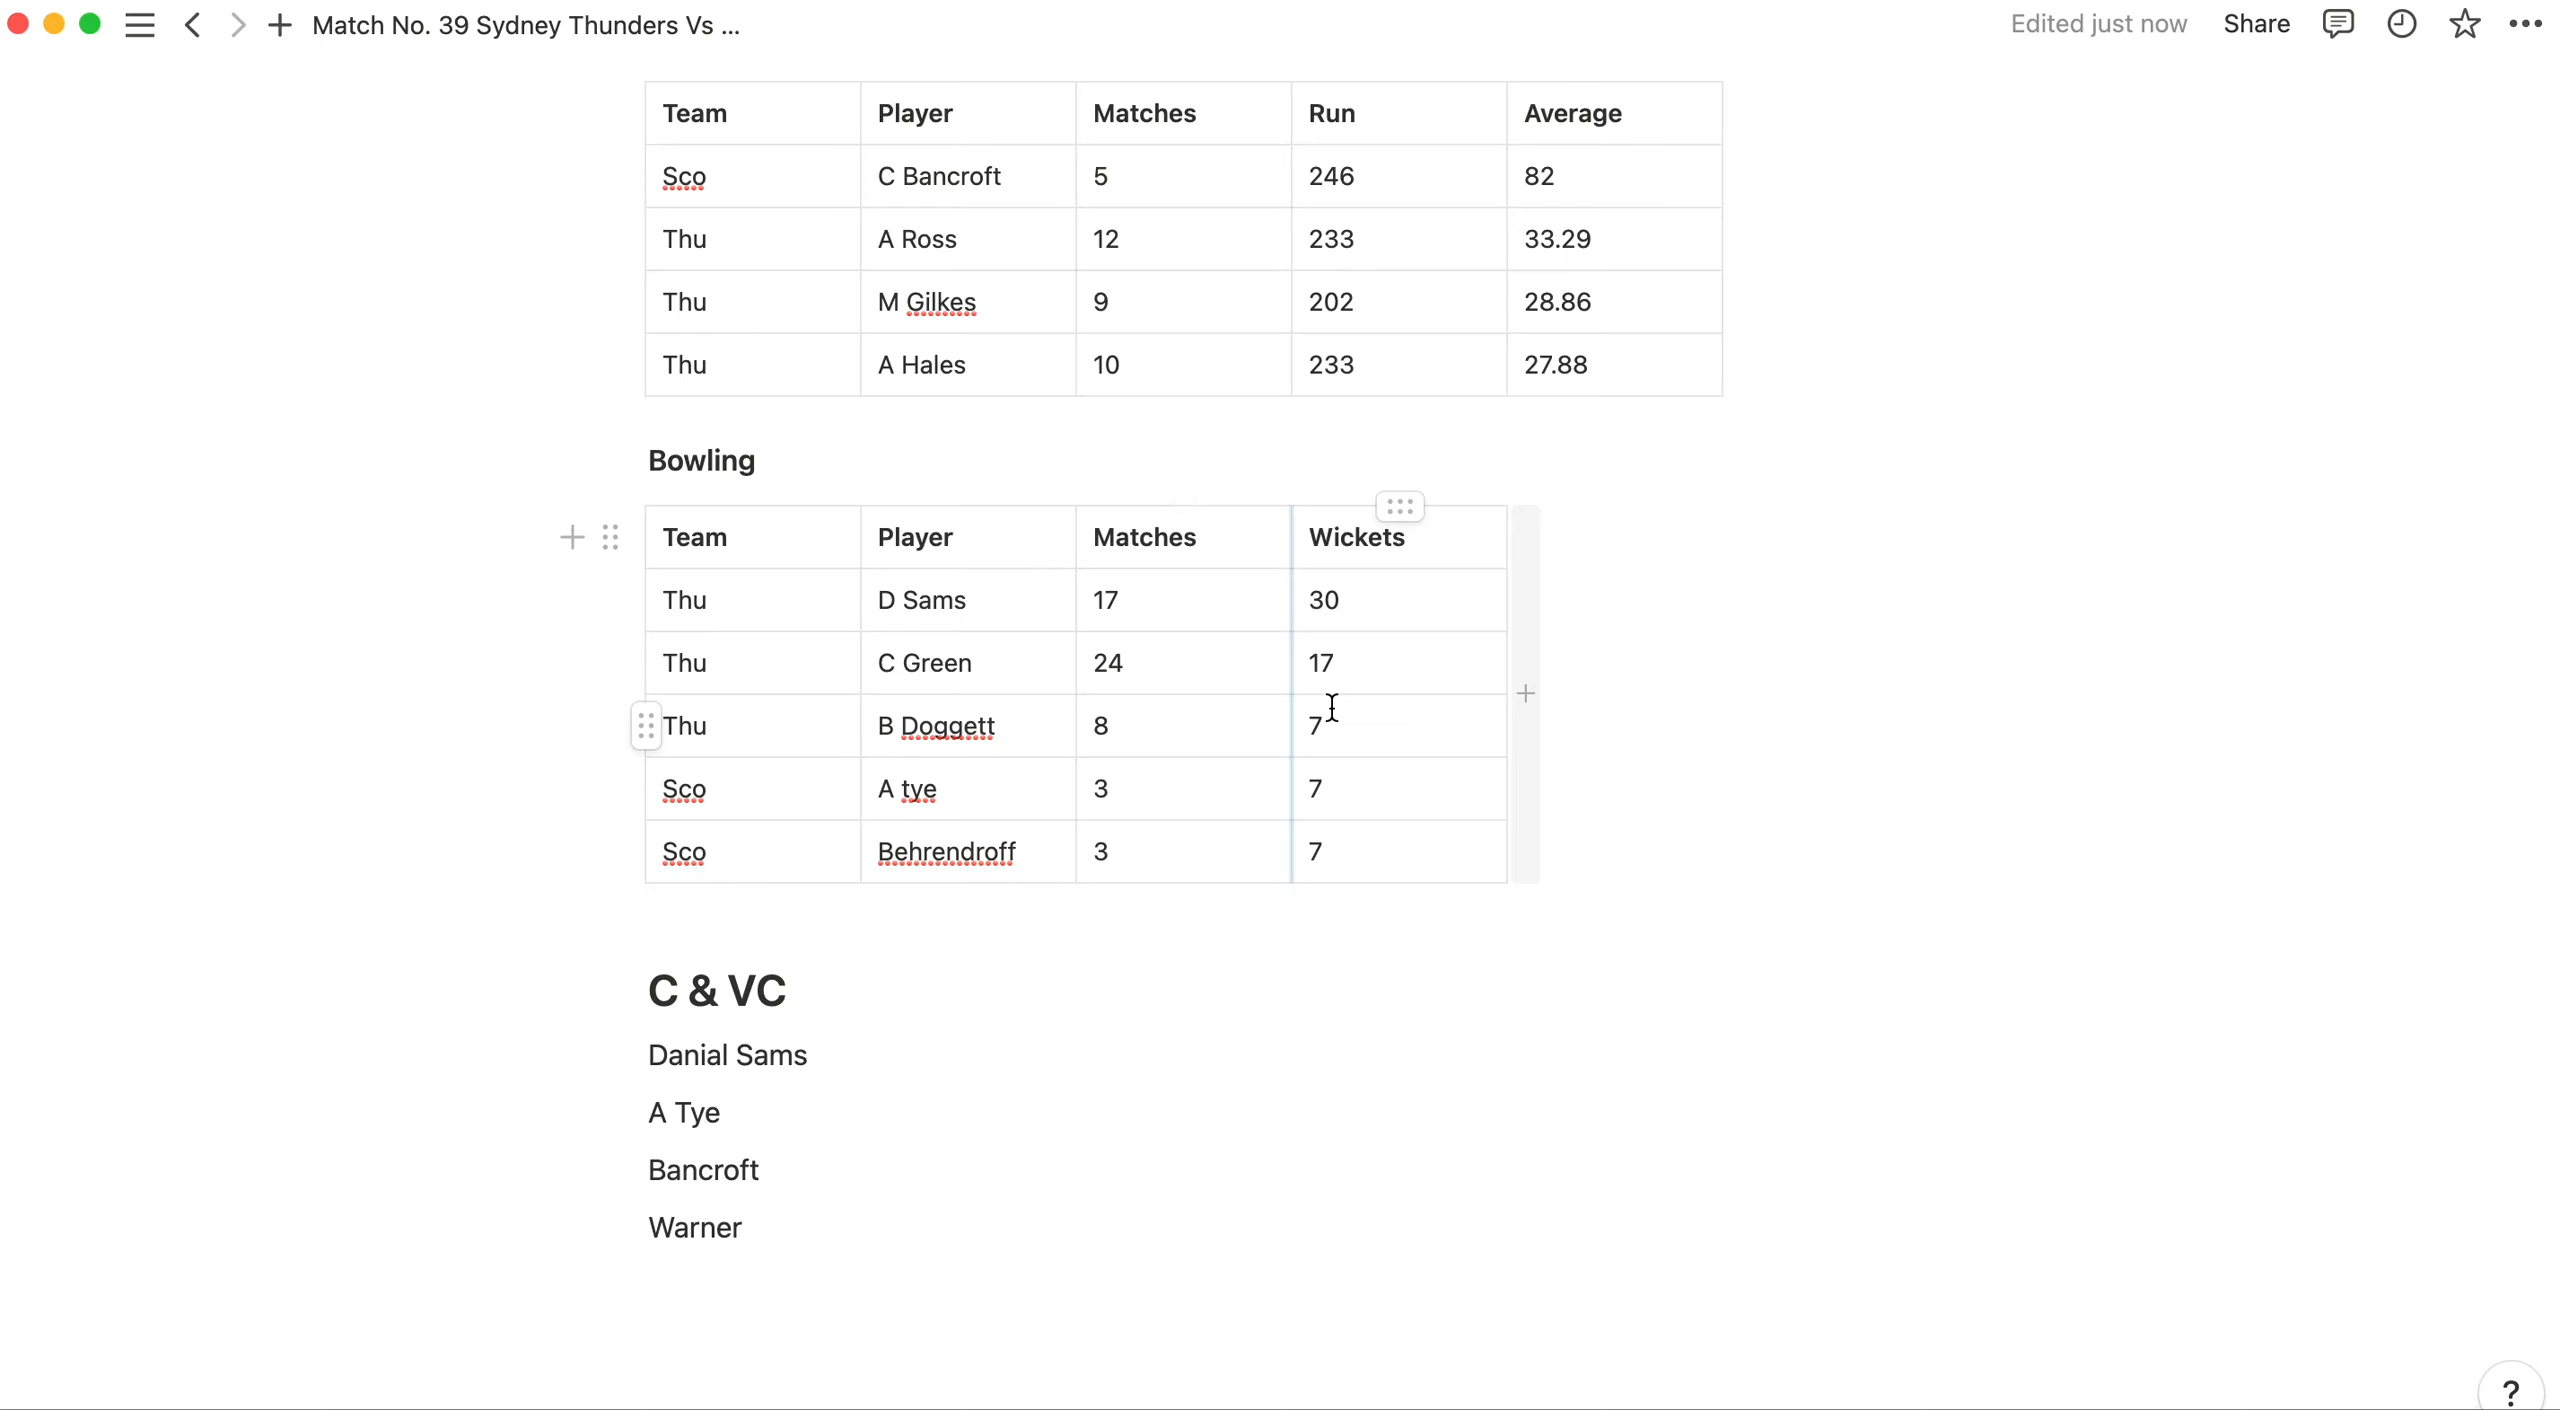 Match No. 39 Sydney Thunders Vs ...
Edited just now Share
Team Player Matches Run Average
Sco C Bancroft 5 246 82
Thu A Ross 12 233 33.29
Thu M Gilkes 9 202 28.86
Thu A Hales 10 233 27.88
Bowling
Team Player Matches Wickets
Thu D Sams 17 30
Thu C Green 24 17
Thu B Doggett 8 7
Sco A tye 3 7
Sco Behrendroff 3 7
C & VC
Danial Sams
A Tye
Bancroft
Warner
?